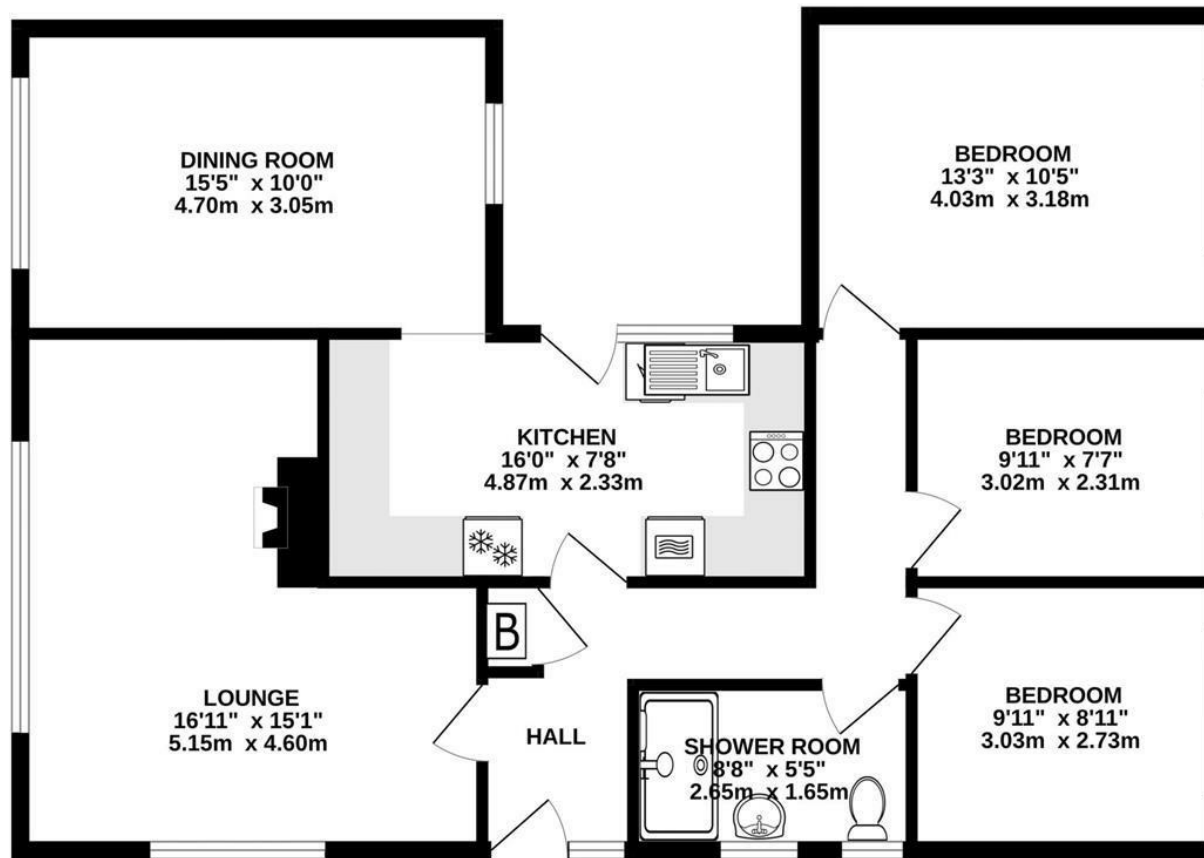 DINING ROOM
15'5" x 10'0"
4.70m x 3.05m
BEDROOM
13'3" x 10'5"
4.03m x 3.18m
KITCHEN
16'0" x 7'8"
4.87m x 2.33m
BEDROOM
9'11" x 7'7"
3.02m x 2.31m
B
LOUNGE
16'11" x 15'1"
5.15m x 4.60m
HALL
SHOWER ROOM
8'8" x 5'5"
2.65m x 1.65m
BEDROOM
9'11" x 8'11"
3.03m x 2.73m